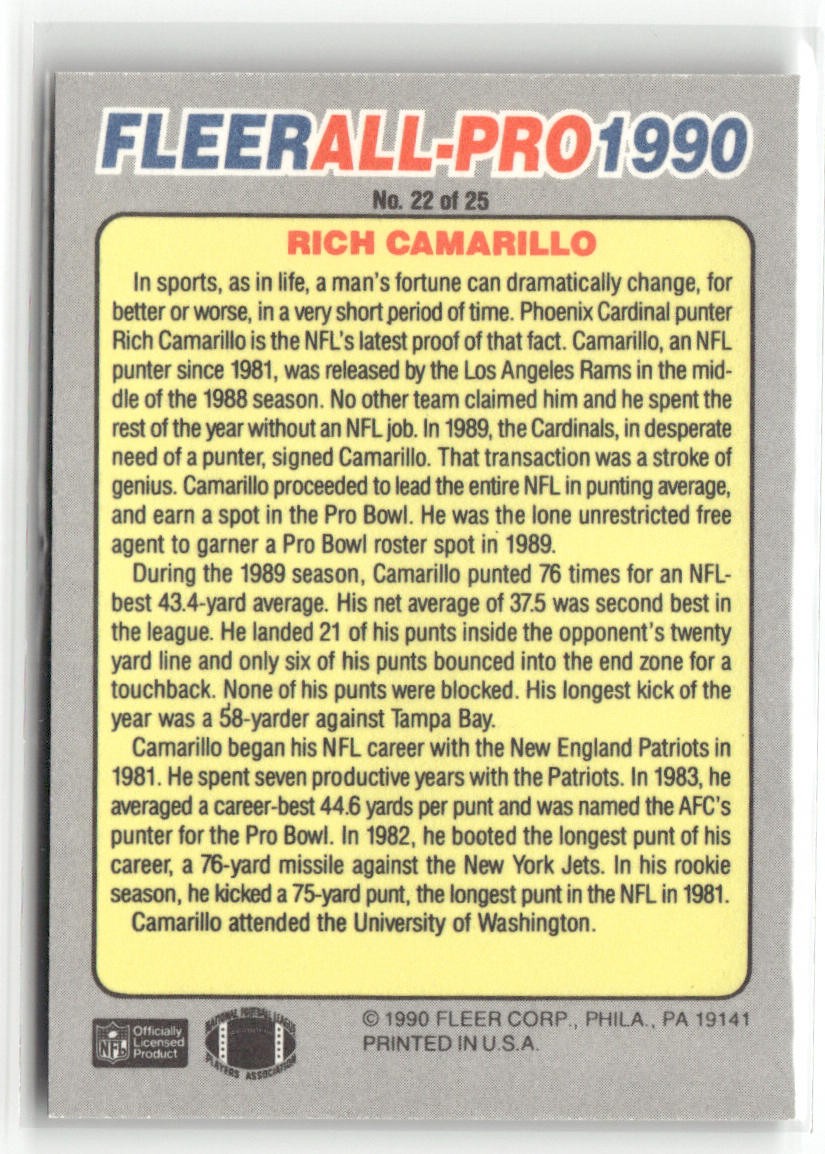 FLEER ALL-PRO 1990
No. 22 of 25
RICH CAMARILLO
In sports, as in life, a man's fortune can dramatically change, for
better or worse, in a very short period of time. Phoenix Cardinal punter
Rich Camarillo is the NFL's latest proof of that fact. Camarillo, an NFL
punter since 1981, was released by the Los Angeles Rams in the mid-
dle of the 1988 season. No other team claimed him and he spent the
rest of the year without an NFL job. In 1989, the Cardinals, in desperate
need of a punter, signed Camarillo. That transaction was a stroke of
genius. Camarillo proceeded to lead the entire NFL in punting average,
and earn a spot in the Pro Bowl. He was the lone unrestricted free
agent to garner a Pro Bowl roster spot in 1989.
During the 1989 season, Camarillo punted 76 times for an NFL-
best 43.4-yard average. His net average of 37.5 was second best in
the league. He landed 21 of his punts inside the opponent's twenty
yard line and only six of his punts bounced into the end zone for a
touchback. None of his punts were blocked. His longest kick of the
year was a 58-yarder against Tampa Bay.
Camarillo began his NFL career with the New England Patriots in
1981. He spent seven productive years with the Patriots. In 1983, he
averaged a career-best 44.6 yards per punt and was named the AFC's
punter for the Pro Bowl. In 1982, he booted the longest punt of his
career, a 76-yard missile against the New York Jets. In his rookie
season, he kicked a 75-yard punt, the longest punt in the NFL in 1981.
Camarillo attended the University of Washington.
NFL
Officially
Licensed
Product
NATIONAL FOOTBALL LEAGUE
PLAYERS ASSOCIATION
© 1990 FLEER CORP., PHILA., PA 19141
PRINTED IN U.S.A.